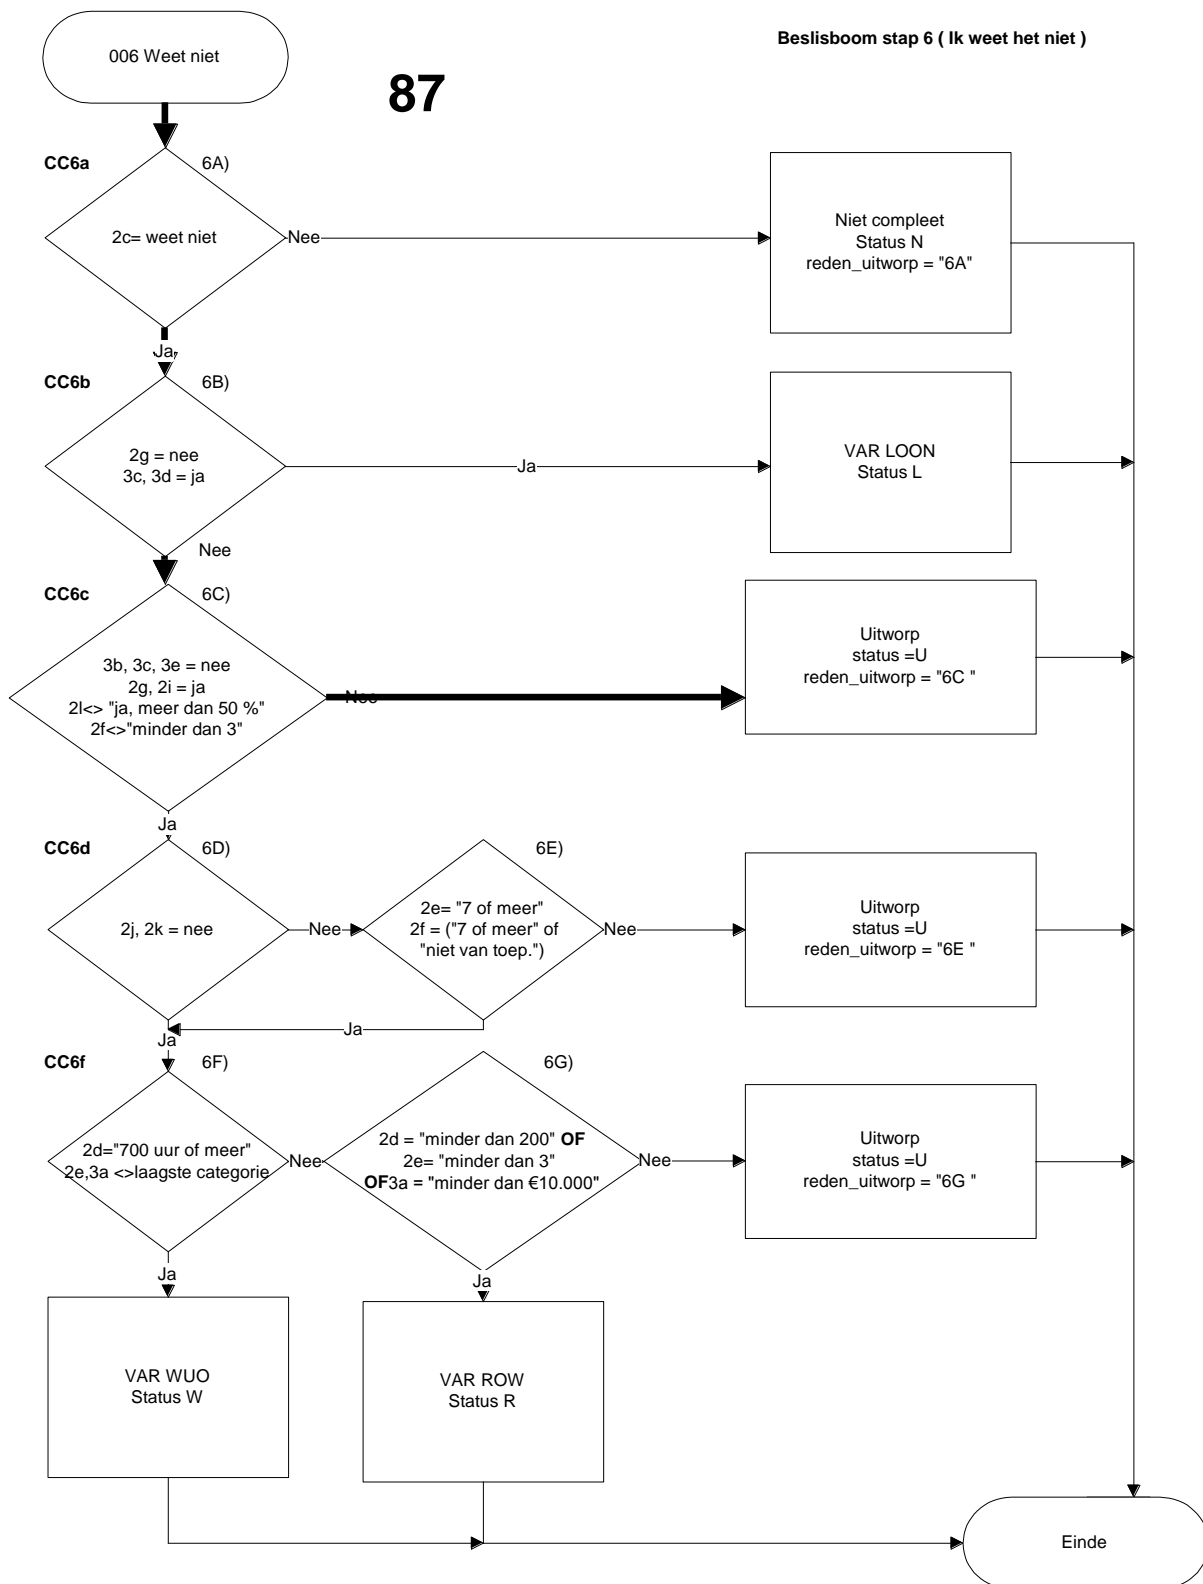 006 Weet niet
Beslisboom stap 6 ( Ik weet het niet )
87
CC6a
6A)
2c= weet niet
Nee
Niet compleet
Status N
reden_uitworp = "6A"
Ja
CC6b
6B)
2g = nee
3c, 3d = ja
Ja
VAR LOON
Status L
Nee
CC6c
6C)
3b, 3c, 3e = nee
2g, 2i = ja
2l<> "ja, meer dan 50 %"
2f<>"minder dan 3"
Nee
Uitworp
status =U
reden_uitworp = "6C "
Ja
CC6d
6D)
2j, 2k = nee
Nee
6E)
2e= "7 of meer"
2f = ("7 of meer" of
"niet van toep.")
Nee
Uitworp
status =U
reden_uitworp = "6E "
Ja
Ja
CC6f
6F)
2d="700 uur of meer"
2e,3a <>laagste categorie
Nee
6G)
2d = "minder dan 200" OF
2e= "minder dan 3"
OF3a = "minder dan €10.000"
Nee
Uitworp
status =U
reden_uitworp = "6G "
Ja
Ja
VAR WUO
Status W
VAR ROW
Status R
Einde